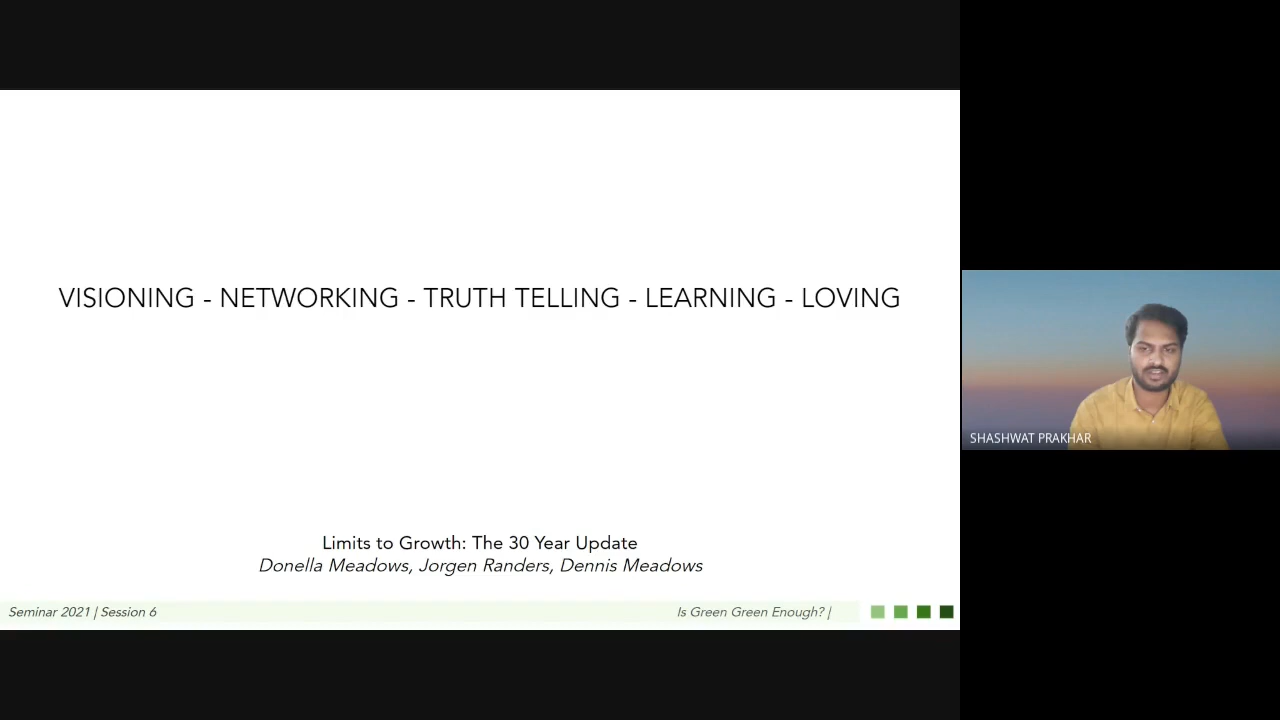 VISIONING - NETWORKING - TRUTH TELLING - LEARNING - LOVING
SHASHWAT PRAKHAR
Limits to Growth: The 30 Year Update
Donella Meadows, Jorgen Randers, Dennis Meadows
Seminar 2021 | Session 6
Is Green Green Enough? |